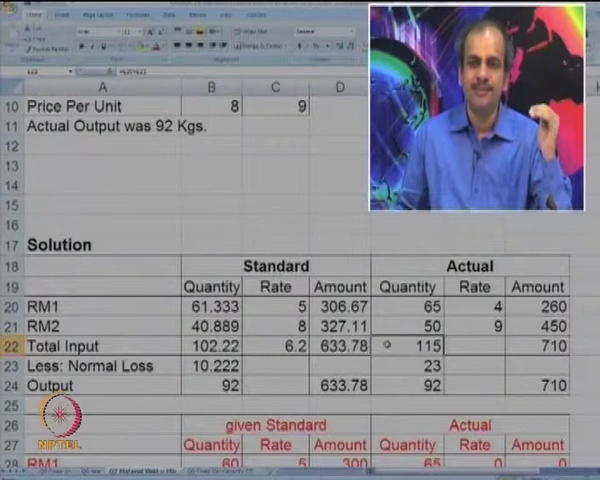 A B C D E F G
10 Price Per Unit 8 9
11 Actual Output was 92 Kgs.
12
13
14
15
16
17 Solution
18 Standard Actual
19 Quantity Rate Amount Quantity Rate Amount
20 RM1 61.333 5 306.67 65 4 260
21 RM2 40.889 8 327.11 50 9 450
22 Total Input 102.22 6.2 633.78 115 710
23 Less: Normal Loss 10.222 23
24 Output 92 633.78 92 710
25
26 given Standard Actual
27 Quantity Rate Amount Quantity Rate Amount
28 RM1 60 5 300 65 0 0
NPTEL